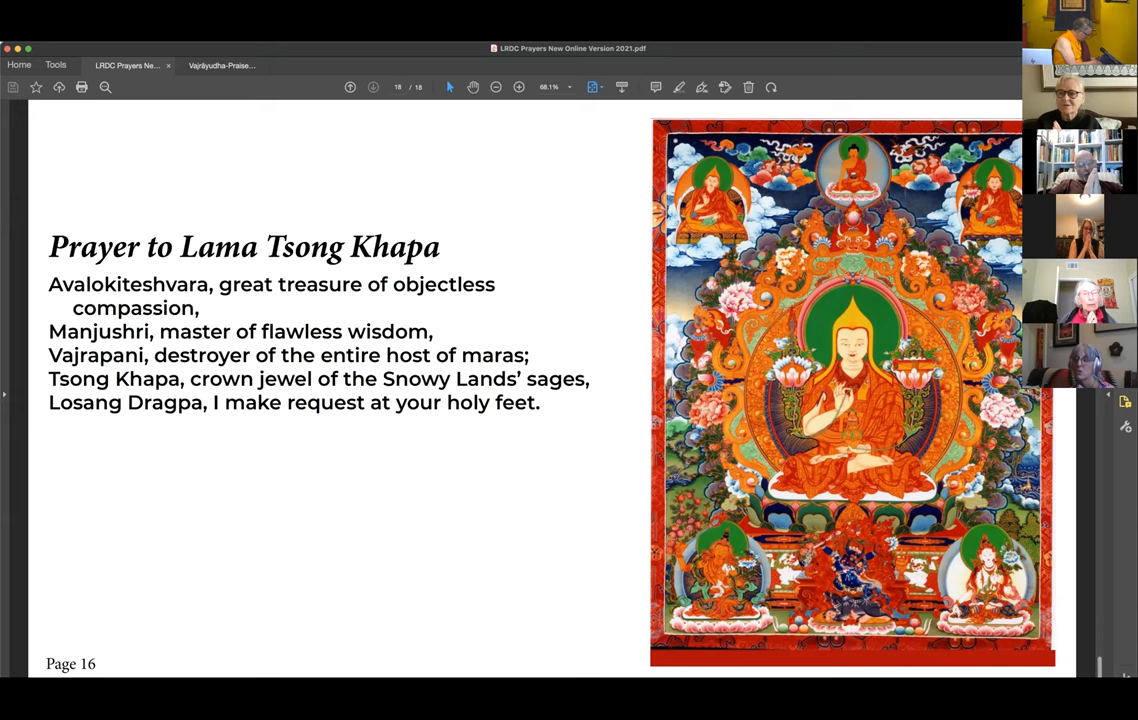 LRDC Prayers New Online Version 2021.pdf
Home Tools LRDC Prayers Ne... × Vajrāyudha-Praise...
18 / 18 68.1%
Prayer to Lama Tsong Khapa
Avalokiteshvara, great treasure of objectless
compassion,
Manjushri, master of flawless wisdom,
Vajrapani, destroyer of the entire host of maras;
Tsong Khapa, crown jewel of the Snowy Lands’ sages,
Losang Dragpa, I make request at your holy feet.
Page 16